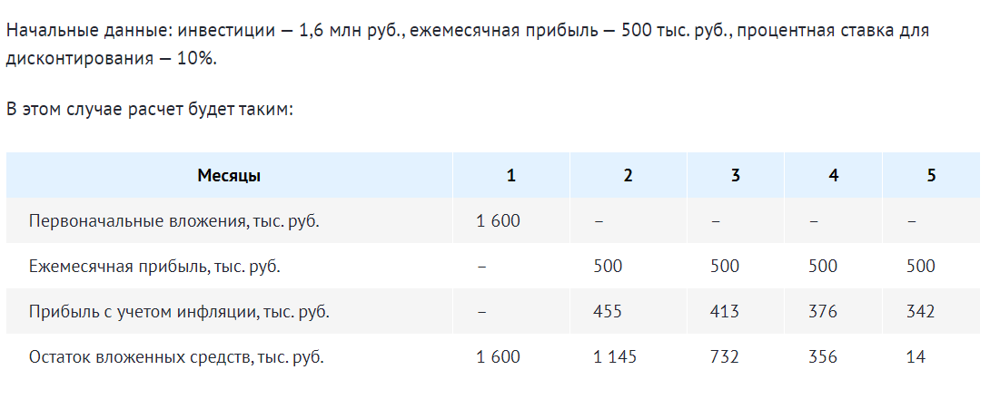 Начальные данные: инвестиции — 1,6 млн руб., ежемесячная прибыль — 500 тыс. руб., процентная ставка для
дисконтирования — 10%.
В этом случае расчет будет таким:
Месяцы 1 2 3 4 5
Первоначальные вложения, тыс. руб. 1 600 – – – –
Ежемесячная прибыль, тыс. руб. – 500 500 500 500
Прибыль с учетом инфляции, тыс. руб. – 455 413 376 342
Остаток вложенных средств, тыс. руб. 1 600 1 145 732 356 14